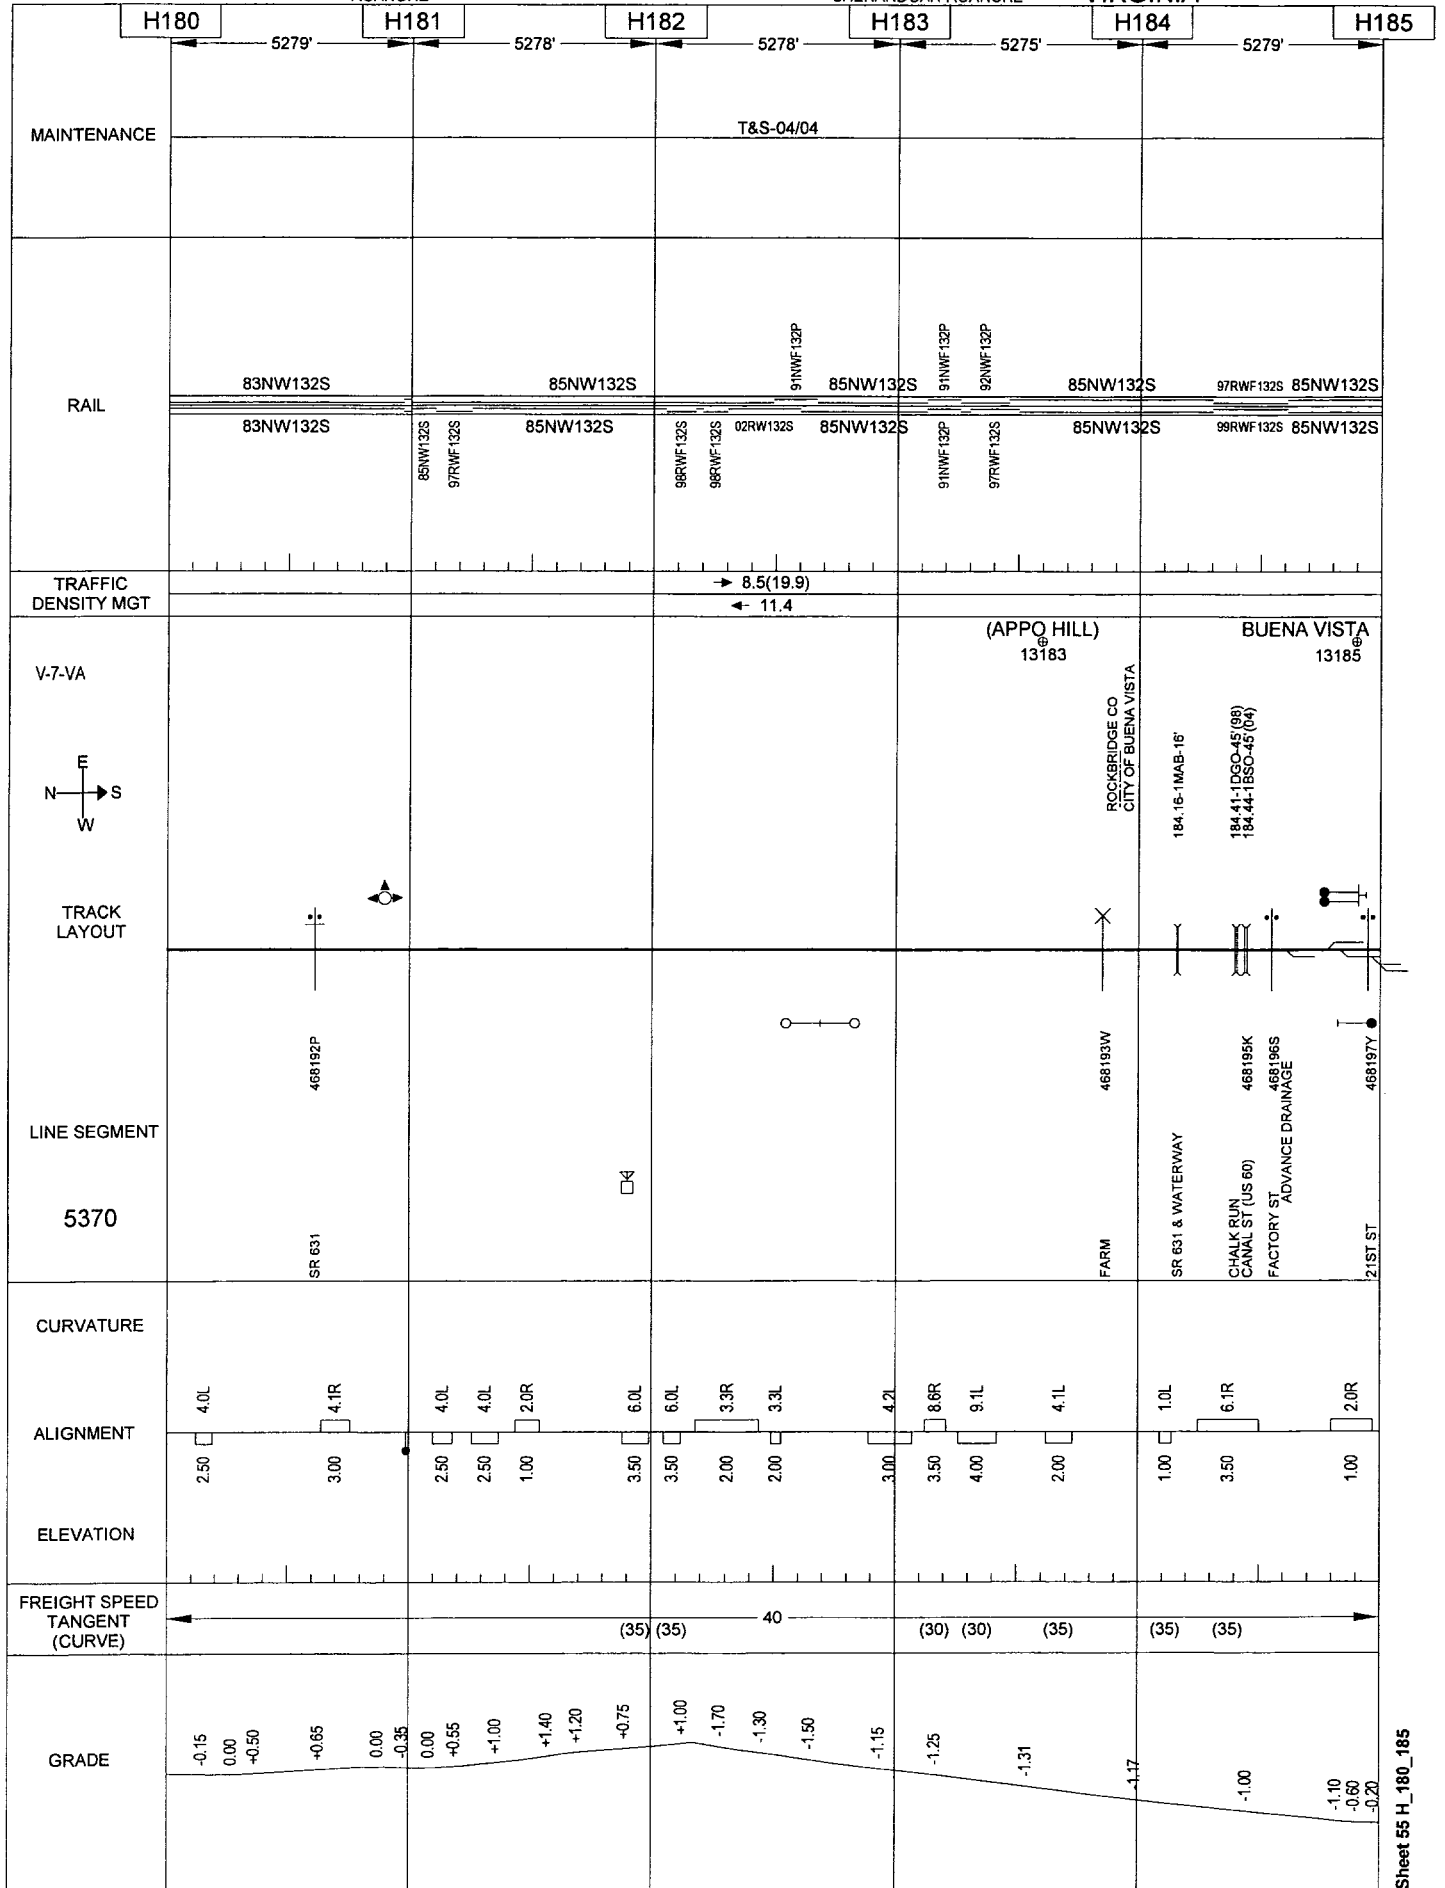 H180 H181 H182 H183 H184 H185
5279' 5278' 5278' 5275' 5279'
MAINTENANCE
T&S-04/04
RAIL
91NWF132P 91NWF132P 92NWF132P
83NW132S 85NW132S 85NW132S 85NW132S 97RWF132S 85NW132S
83NW132S 85NW132S 02RW132S 85NW132S 85NW132S 99RWF132S 85NW132S
85NW132S 97RWF132S 98RWF132S 98RWF132S 91NWF132P 97RWF132S
TRAFFIC
DENSITY MGT
8.5(19.9)
11.4
(APPO HILL) BUENA VISTA
13183 13185
V-7-VA
ROCKBRIDGE CO
CITY OF BUENA VISTA
184.16-1MAB-16'
184.41-1DGO-45'(98)
184.44-1BSO-45'(04)
E
N S
W
TRACK
LAYOUT
468192P 468193W 468195K 468196S 468197Y
LINE SEGMENT
5370
SR 631
FARM
SR 631 & WATERWAY
CHALK RUN
CANAL ST (US 60)
FACTORY ST
ADVANCE DRAINAGE
21ST ST
CURVATURE
4.0L 4.1R 4.0L 4.0L 2.0R 6.0L 6.0L 3.3R 3.3L 4.2L 8.6R 9.1L 4.1L 1.0L 6.1R 2.0R
ALIGNMENT
2.50 3.00 2.50 2.50 1.00 3.50 3.50 2.00 2.00 3.00 3.50 4.00 2.00 1.00 3.50 1.00
ELEVATION
FREIGHT SPEED
TANGENT
(CURVE)
40
(35) (35) (30) (30) (35) (35) (35)
GRADE
-0.15 0.00 +0.50 +0.65 0.00 -0.35 0.00 +0.55 +1.00 +1.40 +1.20 +0.75 +1.00 -1.70 -1.30 -1.50 -1.15 -1.25 -1.31 -1.17 -1.00 -1.10 -0.60 -0.20
Sheet 55 H_180_185